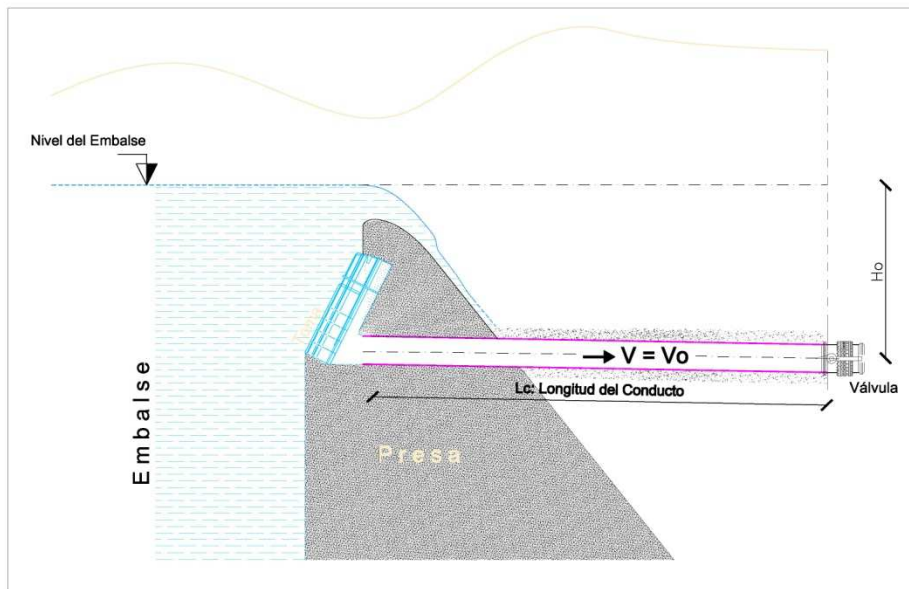 Nivel del Embalse
Ho
V = Vo
Válvula
Lc: Longitud del Conducto
Embalse
Presa